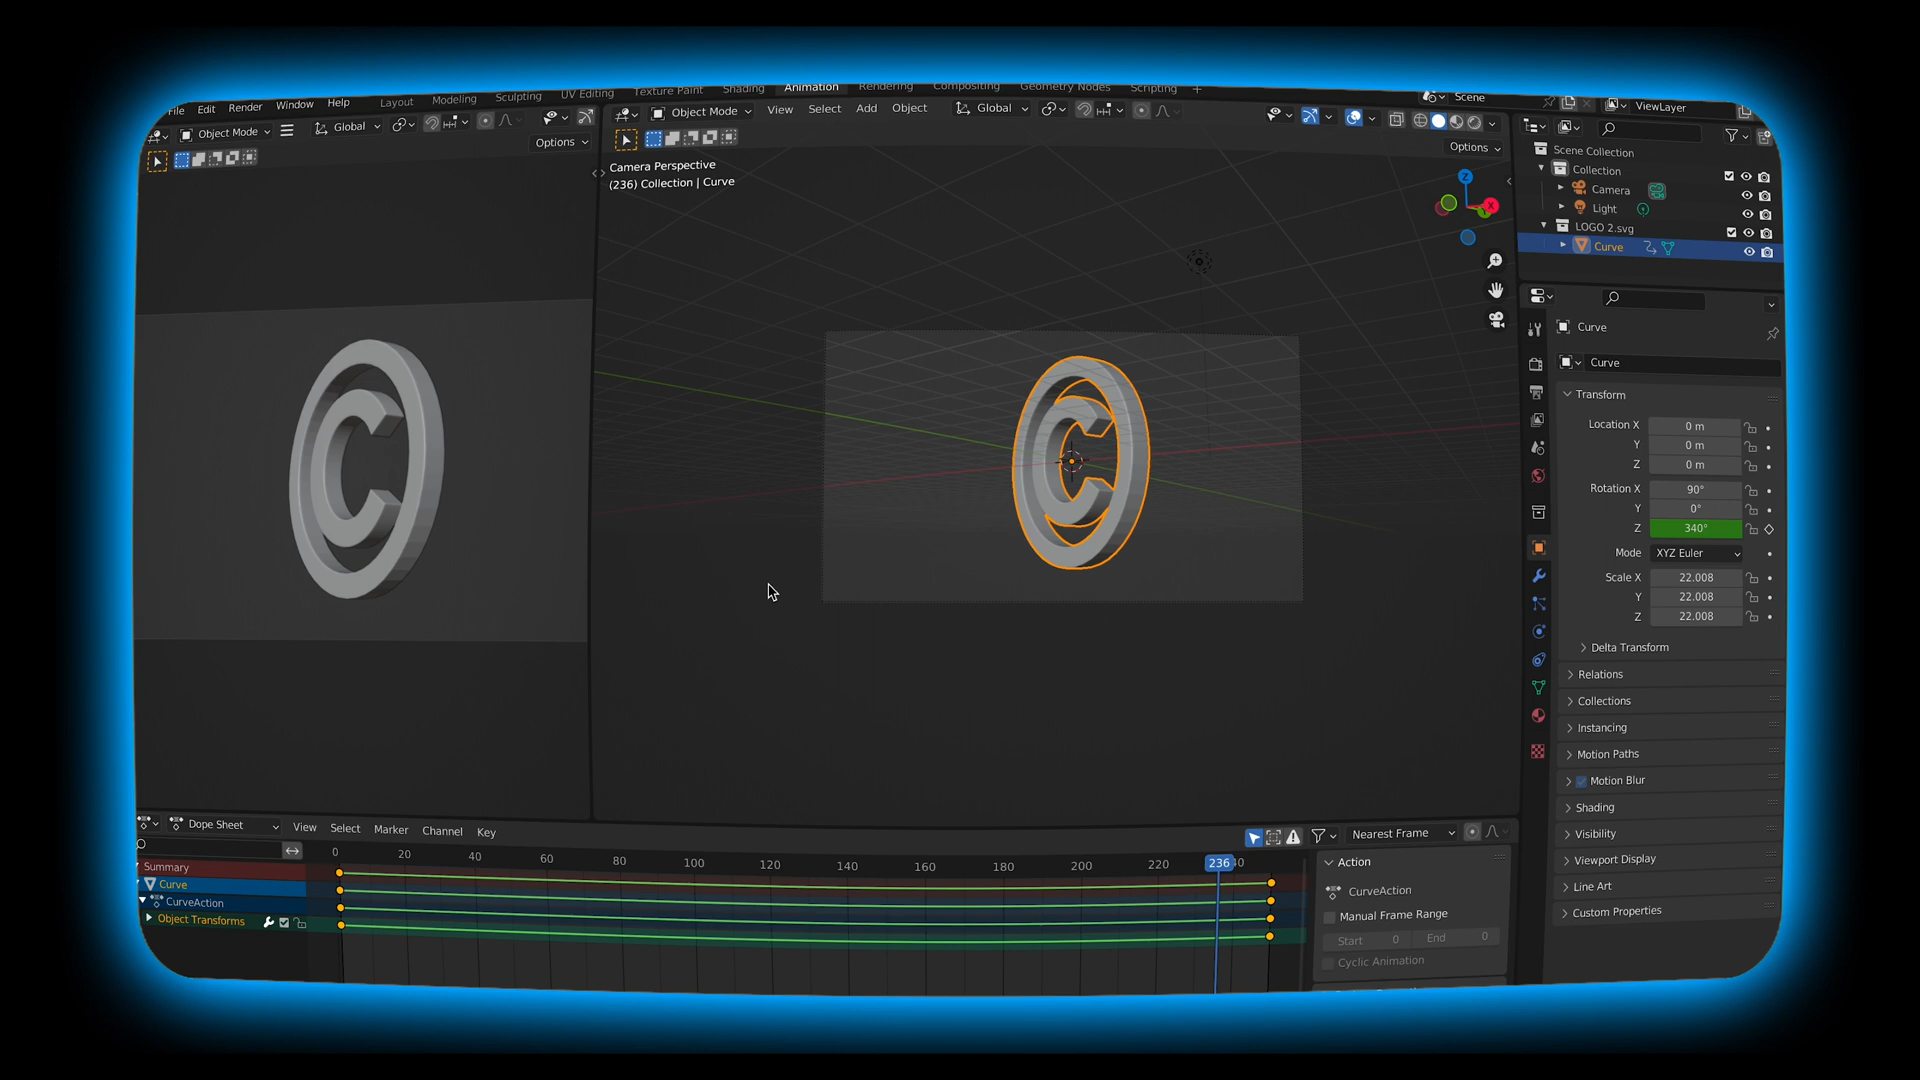 File Edit Render Window Help Layout Modeling Sculpting UV Editing Texture Paint Shading Animation Rendering Compositing Geometry Nodes Scripting +
Scene
ViewLayer
Object Mode
Global
Options
Object Mode View Select Add Object Global
Options
Camera Perspective
(236) Collection | Curve
Z
X
©
©
Scene Collection
Collection
Camera
Light
LOGO 2.svg
Curve
Curve
Curve
Transform
Location X 0 m
Y 0 m
Z 0 m
Rotation X 90°
Y 0°
Z 340°
Mode XYZ Euler
Scale X 22.008
Y 22.008
Z 22.008
Delta Transform
Relations
Collections
Instancing
Motion Paths
Motion Blur
Shading
Visibility
Viewport Display
Line Art
Custom Properties
Dope Sheet View Select Marker Channel Key
Nearest Frame
0 20 40 60 80 100 120 140 160 180 200 220 236
Summary
Curve
CurveAction
Object Transforms
Action
CurveAction
Manual Frame Range
Start 0 End 0
Cyclic Animation